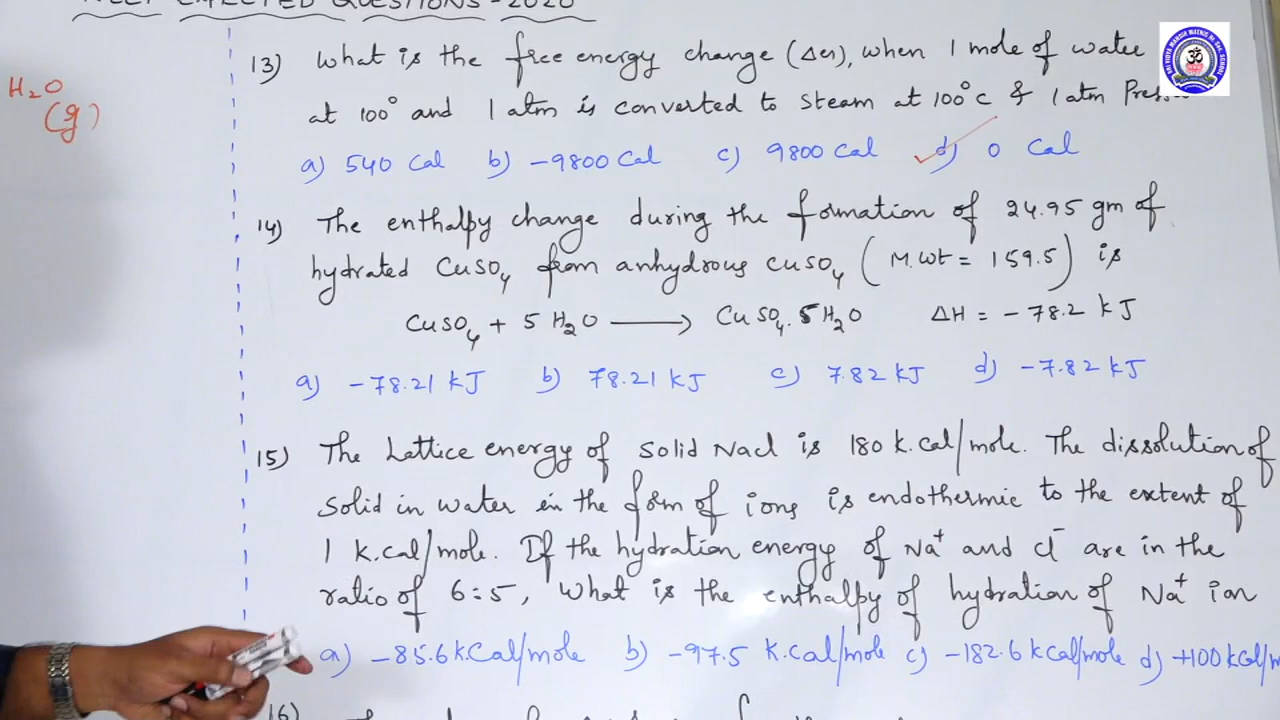 NEET EXPECTED QUESTIONS-2020
H₂O
(g)
13) What is the free energy change (ΔG), when 1 mole of water
at 100° and 1 atm is converted to steam at 100°c & 1 atm
a) 540 Cal b) -9800 Cal c) 9800 Cal d) 0 Cal
14) The enthalpy change during the formation of 24.95 gm of
hydrated CuSO₄ from anhydrous CuSO₄ (M.wt = 159.5) is
CuSO₄ + 5 H₂O ⟶ CuSO₄. 5H₂O ΔH = -78.2 kJ
a) -78.21 kJ b) 78.21 kJ c) 7.82 kJ d) -7.82 kJ
15) The Lattice energy of solid Nacl is 180 k.cal/mole. The dissolution of
solid in water in the form of ions is endothermic to the extent of
1 k.cal/mole. If the hydration energy of Na⁺ and cl⁻ are in the
ratio of 6:5, What is the enthalpy of hydration of Na⁺ ion
a) -85.6 k.Cal/mole b) -97.5 k.cal/mole c) -182.6 kcal/mole d) +100 kcal/m
16)